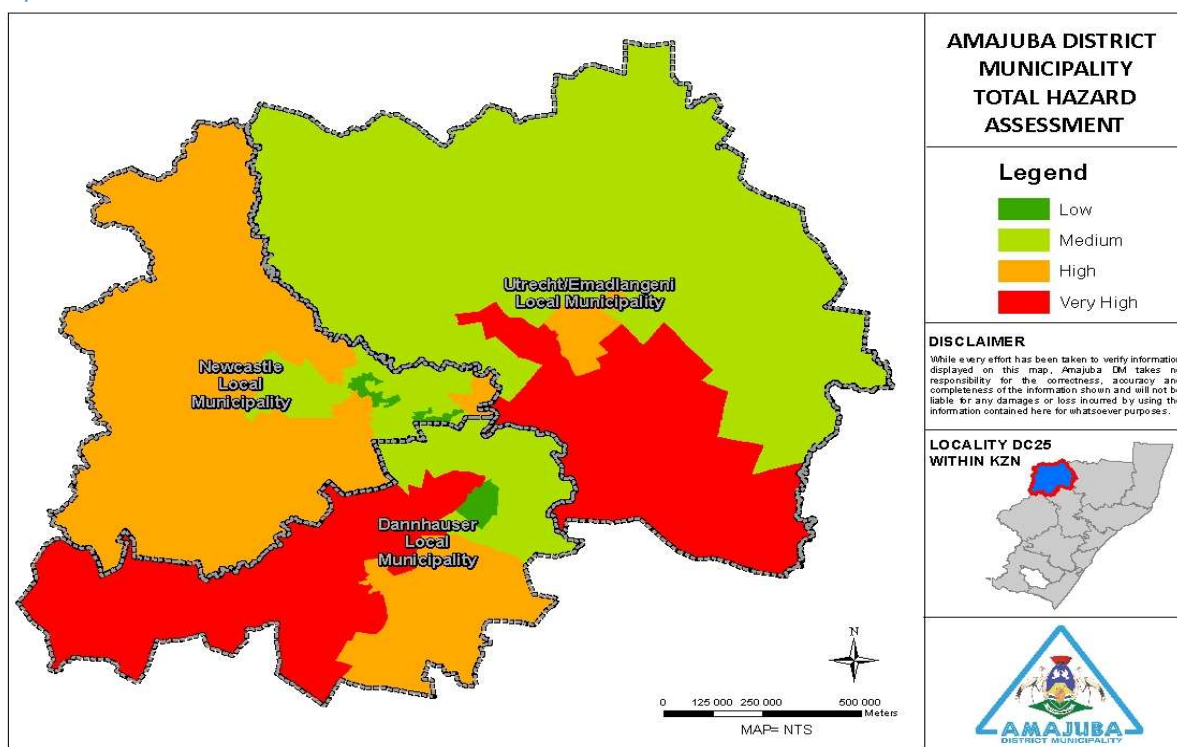 AMAJUBA DISTRICT
MUNICIPALITY
TOTAL HAZARD
ASSESSMENT
Legend
Low
Medium
High
Very High
DISCLAIMER
While every effort has been taken to verify information
displayed on this map, Amajuba DM takes no
responsibility for the correctness, accuracy and
completeness of the information shown and will not be
liable for any damages or loss incurred by using the
information contained here for whatsoever purposes.
LOCALITY DC25
WITHIN KZN
Utrecht/Emadlangeni
Local Municipality
Newcastle
Local
Municipality
Dannhauser
Local
Municipality
N
0 125 000 250 000 500 000
Meters
MAP= NTS
AMAJUBA
DISTRICT MUNICIPALITY